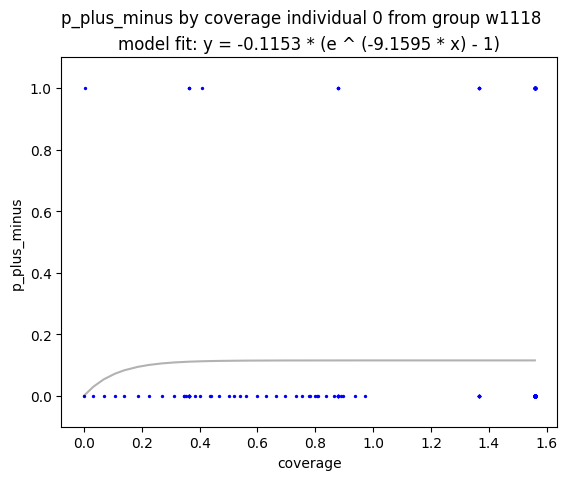 p_plus_minus by coverage individual 0 from group w1118
model fit: y = -0.1153 * (e ^ (-9.1595 * x) - 1)
1.0
0.8
0.6
0.4
0.2
0.0
p_plus_minus
0.0 0.2 0.4 0.6 0.8 1.0 1.2 1.4 1.6
coverage